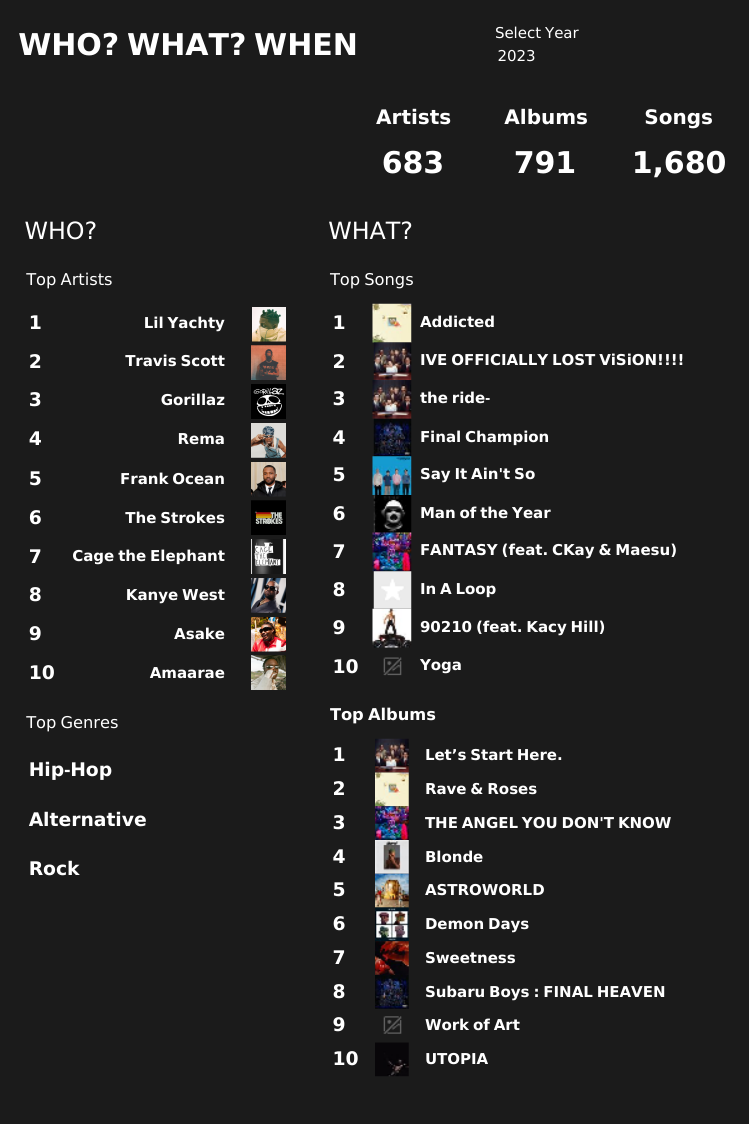 WHO? WHAT? WHEN
Select Year
2023
Artists Albums Songs
683 791 1,680
WHO?
Top Artists
1 Lil Yachty
2 Travis Scott
3 Gorillaz
4 Rema
5 Frank Ocean
6 The Strokes
THE STROKES
7 Cage the Elephant
CAGE THE ELEPHANT
8 Kanye West
9 Asake
10 Amaarae
Top Genres
Hip-Hop
Alternative
Rock
WHAT?
Top Songs
1 Addicted
2 IVE OFFICIALLY LOST ViSiON!!!!
3 the ride-
4 Final Champion
5 Say It Ain't So
6 Man of the Year
7 FANTASY (feat. CKay & Maesu)
8 In A Loop
9 90210 (feat. Kacy Hill)
10 Yoga
Top Albums
1 Let’s Start Here.
2 Rave & Roses
3 THE ANGEL YOU DON'T KNOW
4 Blonde
5 ASTROWORLD
6 Demon Days
7 Sweetness
8 Subaru Boys : FINAL HEAVEN
9 Work of Art
10 UTOPIA